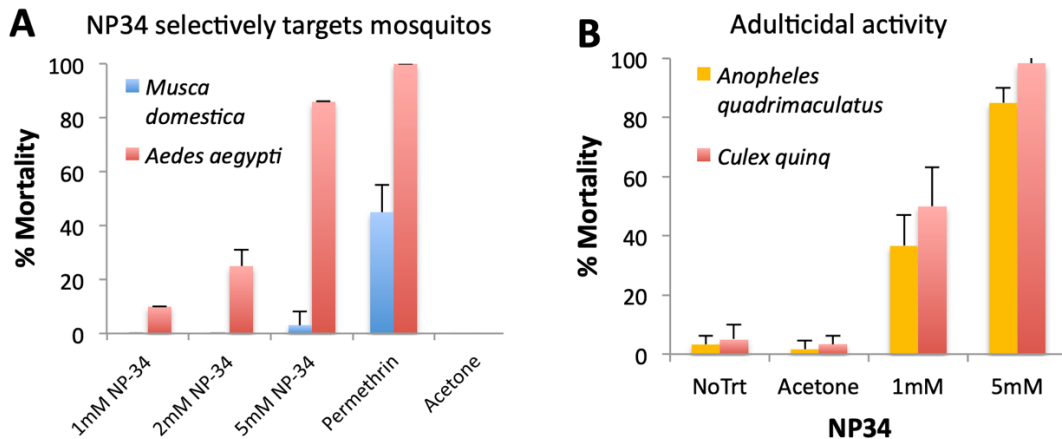 A
NP34 selectively targets mosquitos
% Mortality
100
80
60
40
20
0
Musca
domestica
Aedes aegypti
1mM NP-34
2mM NP-34
5mM NP-34
Permethrin
Acetone
B
Adulticidal activity
% Mortality
100
80
60
40
20
0
Anopheles
quadrimaculatus
Culex quinq
NoTrt
Acetone
1mM
5mM
NP34